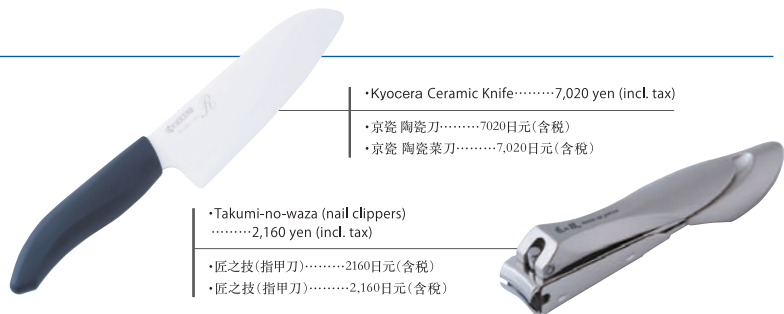 ・Kyocera Ceramic Knife………7,020 yen (incl. tax)
・京瓷 陶瓷刀………7020日元(含税)
・京瓷 陶瓷菜刀………7,020日元(含稅)
・Takumi-no-waza (nail clippers)
………2,160 yen (incl. tax)
・匠之技(指甲刀)………2160日元(含税)
・匠之技(指甲刀)………2,160日元(含稅)